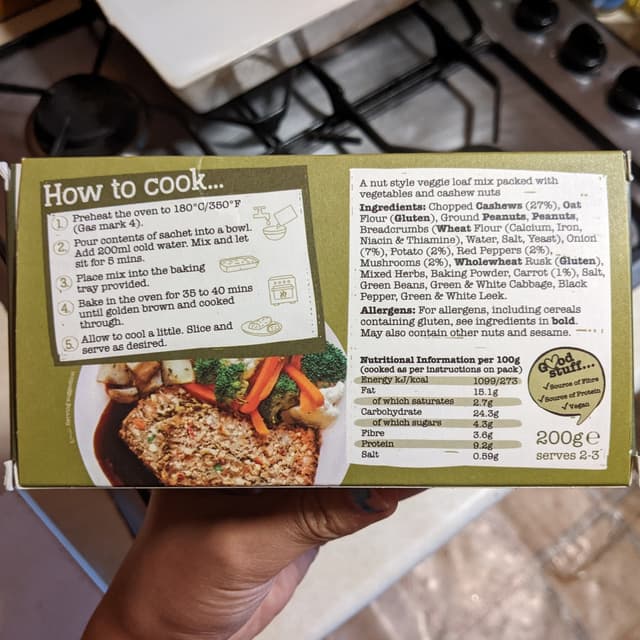 How to cook...
1. Preheat the oven to 180°C/350°F
(Gas mark 4).
2. Pour contents of sachet into a bowl.
Add 200ml cold water. Mix and let
sit for 5 mins.
3. Place mix into the baking
tray provided.
4. Bake in the oven for 35 to 40 mins
until golden brown and cooked
through.
5. Allow to cool a little. Slice and
serve as desired.
Serving suggestion
A nut style veggie loaf mix packed with
vegetables and cashew nuts
Ingredients: Chopped Cashews (27%), Oat
Flour (Gluten), Ground Peanuts, Peanuts,
Breadcrumbs (Wheat Flour (Calcium, Iron,
Niacin & Thiamine), Water, Salt, Yeast), Onion
(7%), Potato (2%), Red Peppers (2%),
Mushrooms (2%), Wholewheat Rusk (Gluten),
Mixed Herbs, Baking Powder, Carrot (1%), Salt,
Green Beans, Green & White Cabbage, Black
Pepper, Green & White Leek.
Allergens: For allergens, including cereals
containing gluten, see ingredients in bold.
May also contain other nuts and sesame.
Nutritional Information per 100g
(cooked as per instructions on pack)
Energy kJ/kcal 1099/273
Fat 15.1g
of which saturates 2.7g
Carbohydrate 24.3g
of which sugars 4.3g
Fibre 3.6g
Protein 9.2g
Salt 0.59g
Good
stuff...
✓Source of Fibre
✓Source of Protein
✓Vegan
200g e
serves 2-3